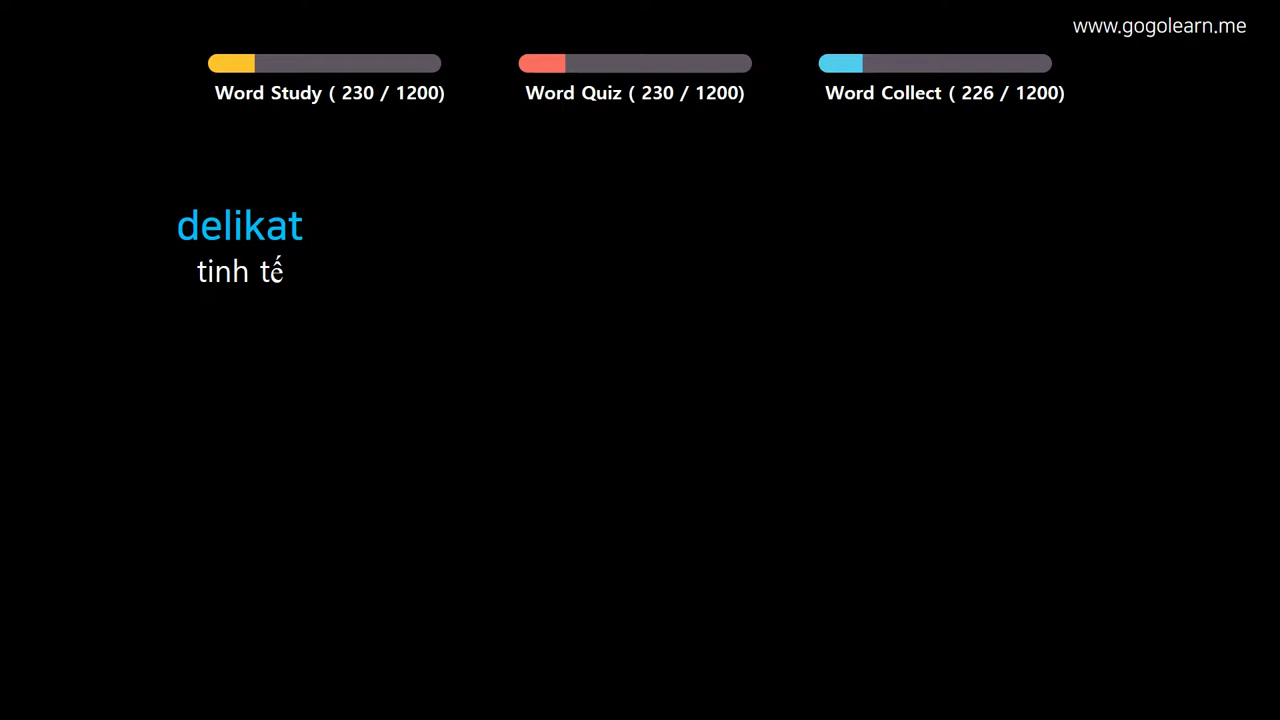 www.gogolearn.me
Word Study ( 230 / 1200)
Word Quiz ( 230 / 1200)
Word Collect ( 226 / 1200)
delikat
tinh tế